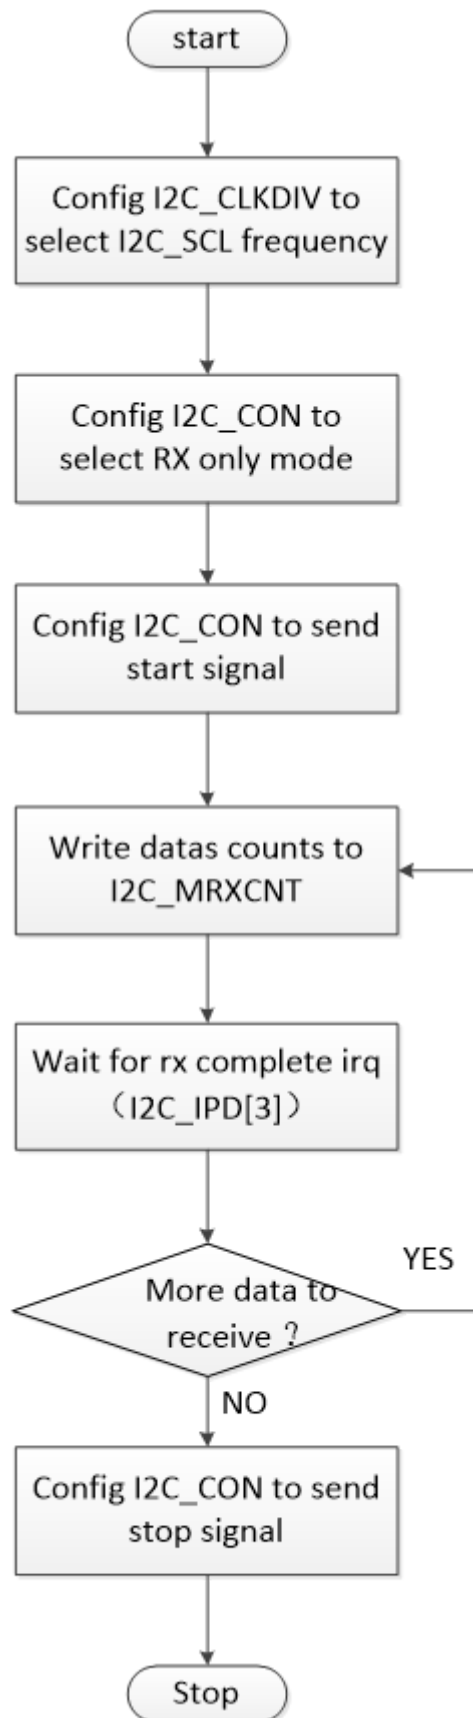 start
Config I2C_CLKDIV to
select I2C_SCL frequency
Config I2C_CON to
select RX only mode
Config I2C_CON to send
start signal
Write datas counts to
I2C_MRXCNT
Wait for rx complete irq
（I2C_IPD[3]）
YES
More data to
receive ？
NO
Config I2C_CON to send
stop signal
Stop